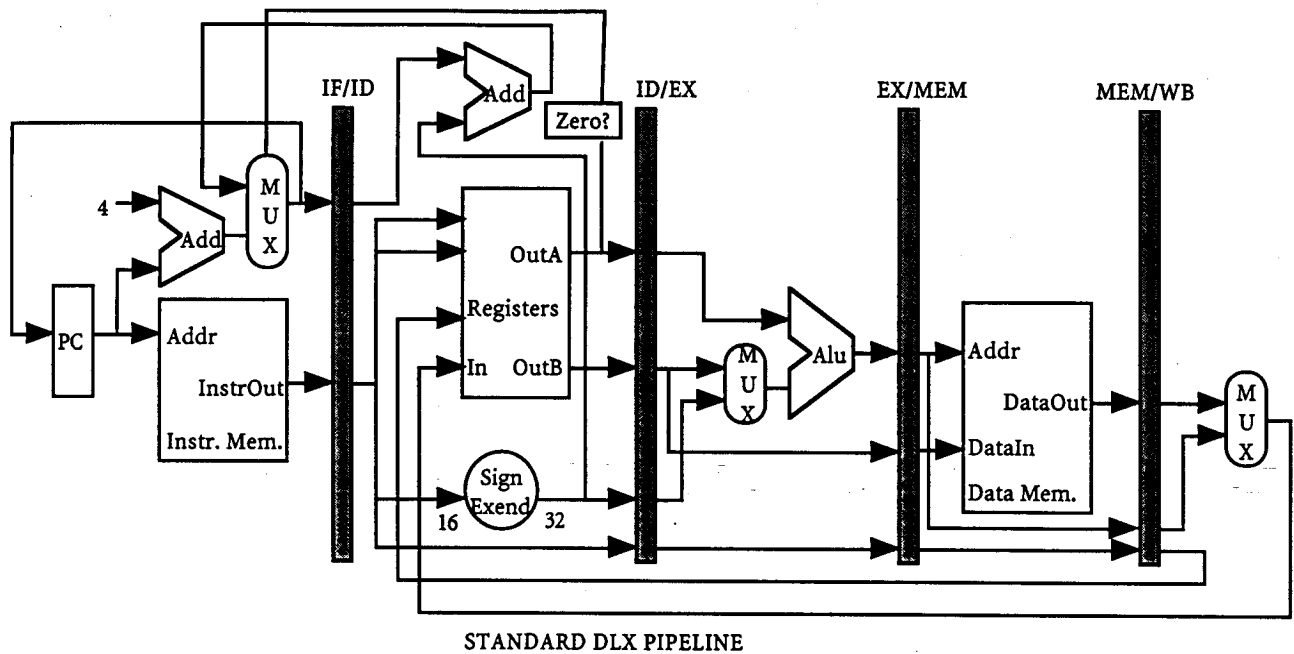 IF/ID
ID/EX
EX/MEM
MEM/WB
Add
Zero?
M
U
X
4
Add
OutA
Registers
In
OutB
PC
Addr
InstrOut
Instr. Mem.
M
U
X
Alu
Addr
DataOut
DataIn
Data Mem.
M
U
X
Sign
Exend
16
32
STANDARD DLX PIPELINE